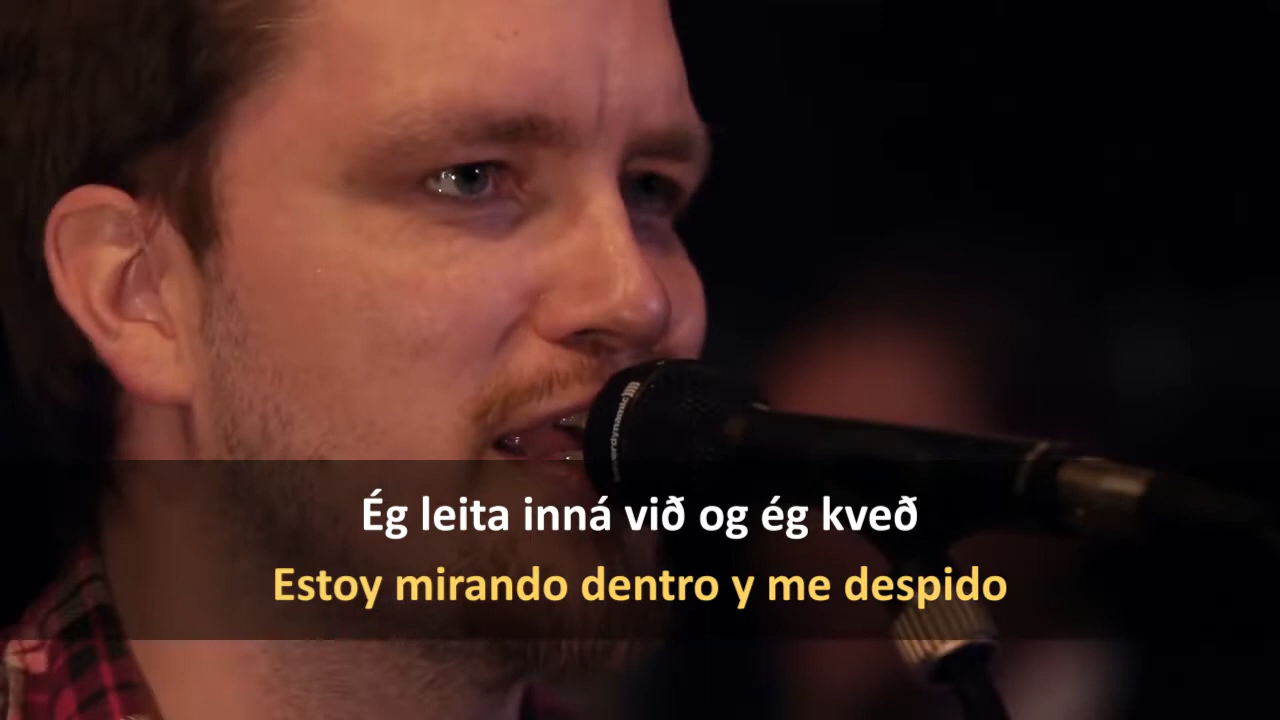 Ég leita inná við og ég kveð
Estoy mirando dentro y me despido